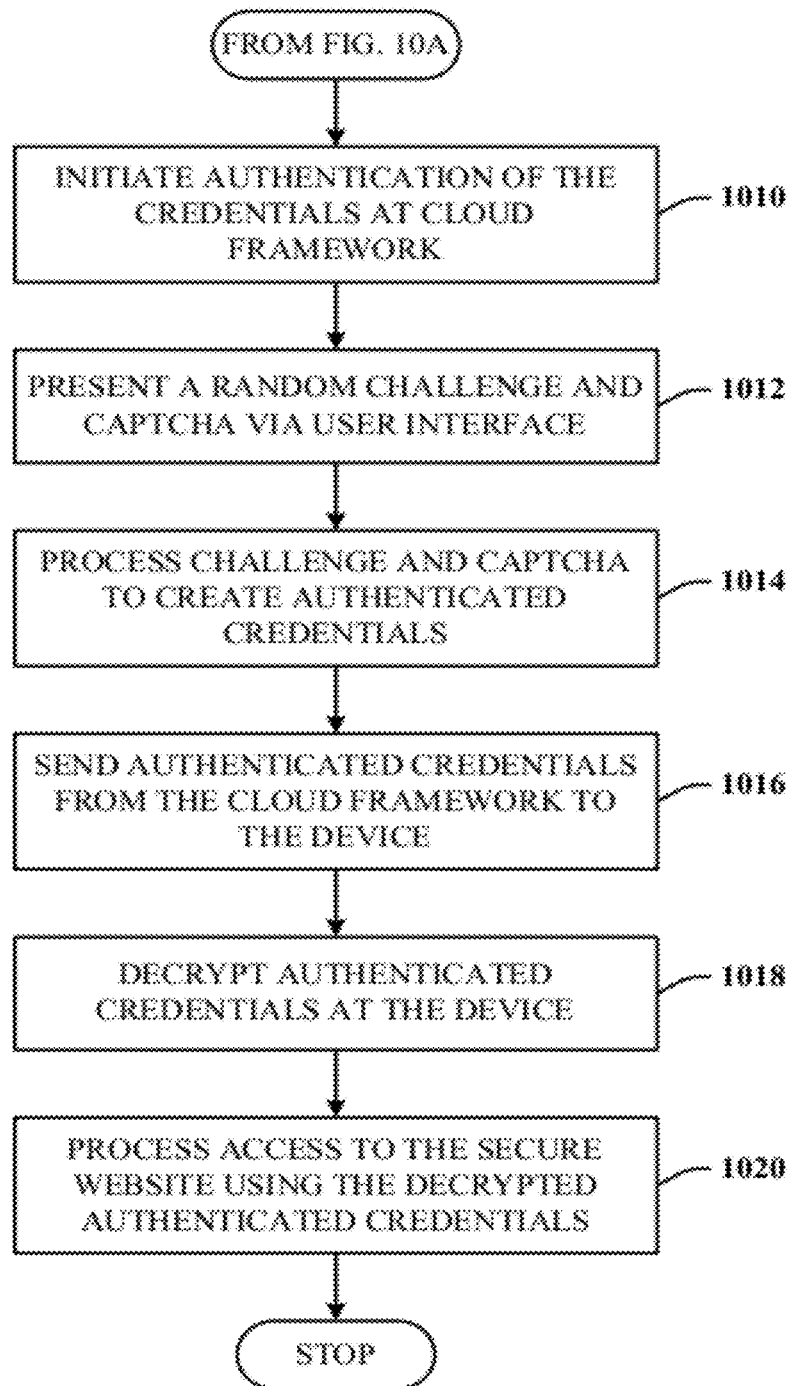 FROM FIG. 10A
INITIATE AUTHENTICATION OF THE
CREDENTIALS AT CLOUD
FRAMEWORK
1010
PRESENT A RANDOM CHALLENGE AND
CAPTCHA VIA USER INTERFACE
1012
PROCESS CHALLENGE AND CAPTCHA
TO CREATE AUTHENTICATED
CREDENTIALS
1014
SEND AUTHENTICATED CREDENTIALS
FROM THE CLOUD FRAMEWORK TO
THE DEVICE
1016
DECRYPT AUTHENTICATED
CREDENTIALS AT THE DEVICE
1018
PROCESS ACCESS TO THE SECURE
WEBSITE USING THE DECRYPTED
AUTHENTICATED CREDENTIALS
1020
STOP